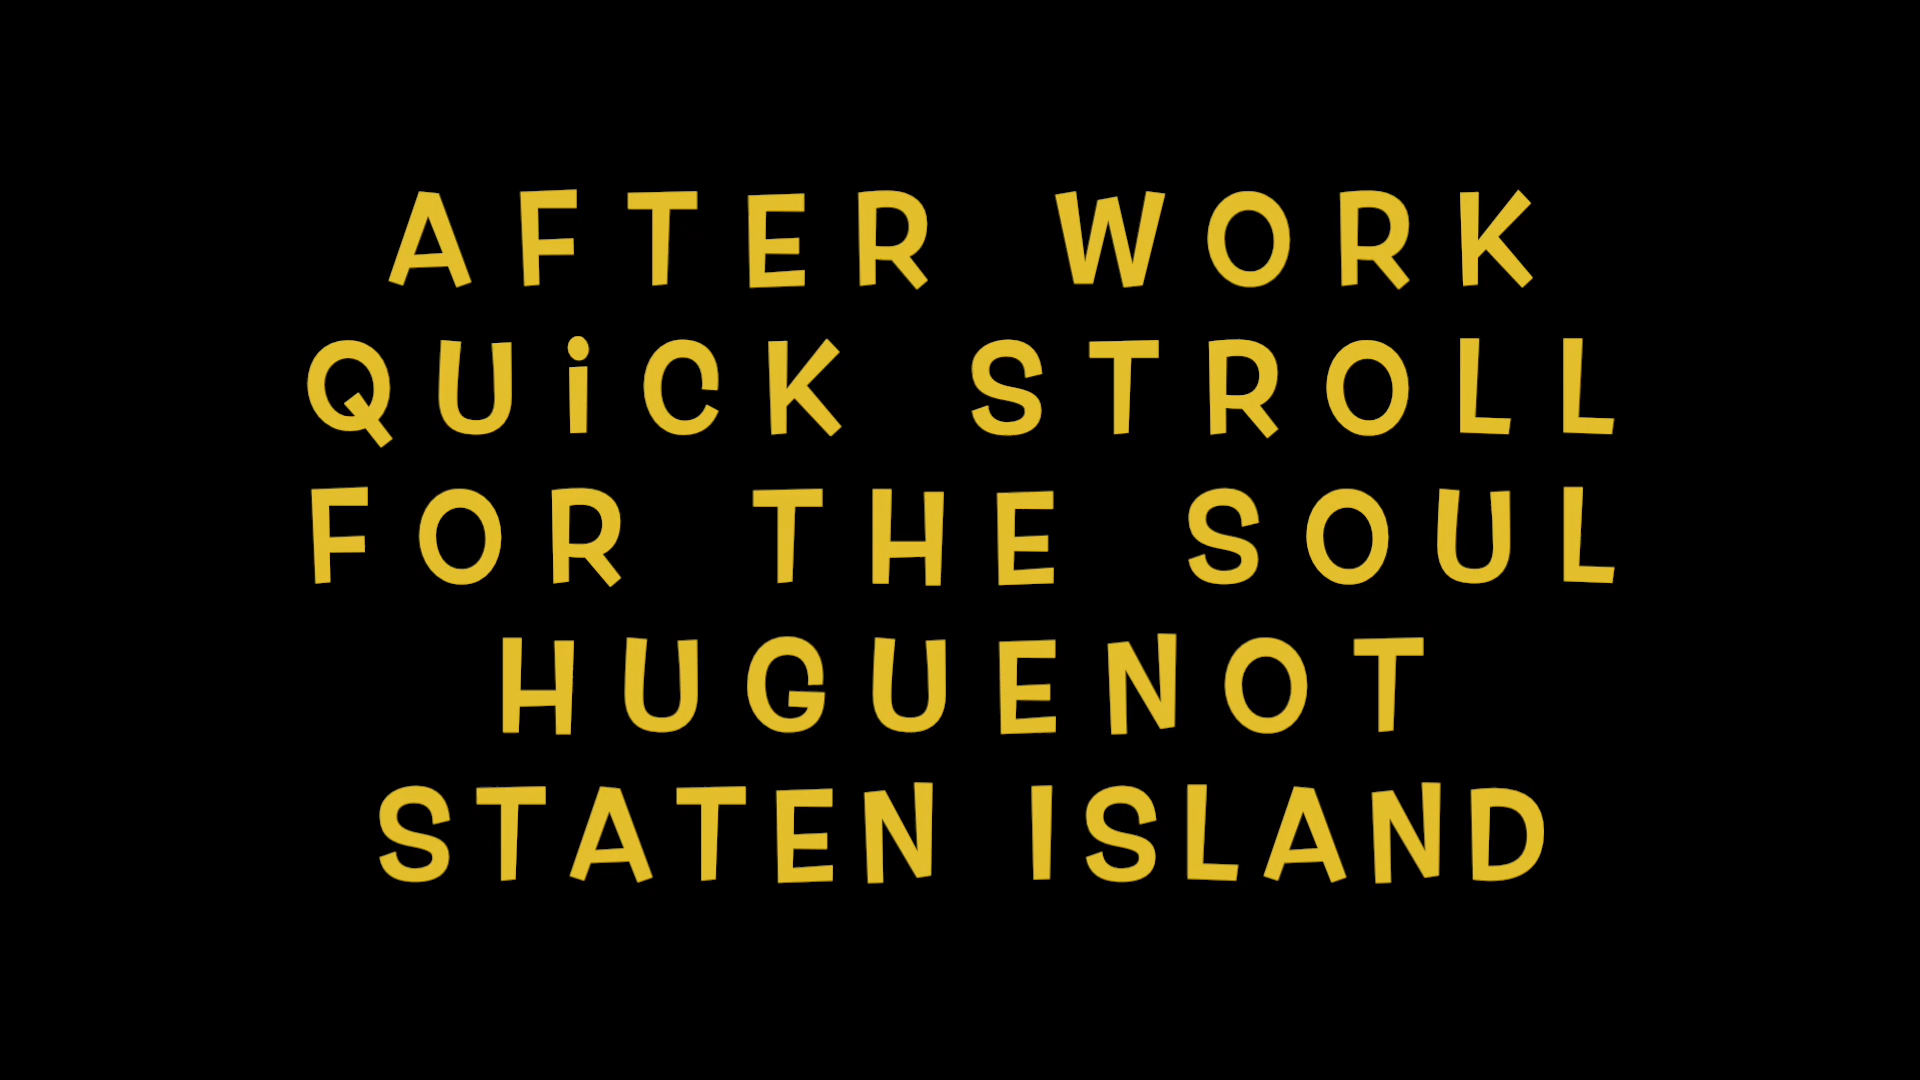 AFTER WORK
QUiCK STROLL
FOR THE SOUL
HUGUENOT
STATEN ISLAND